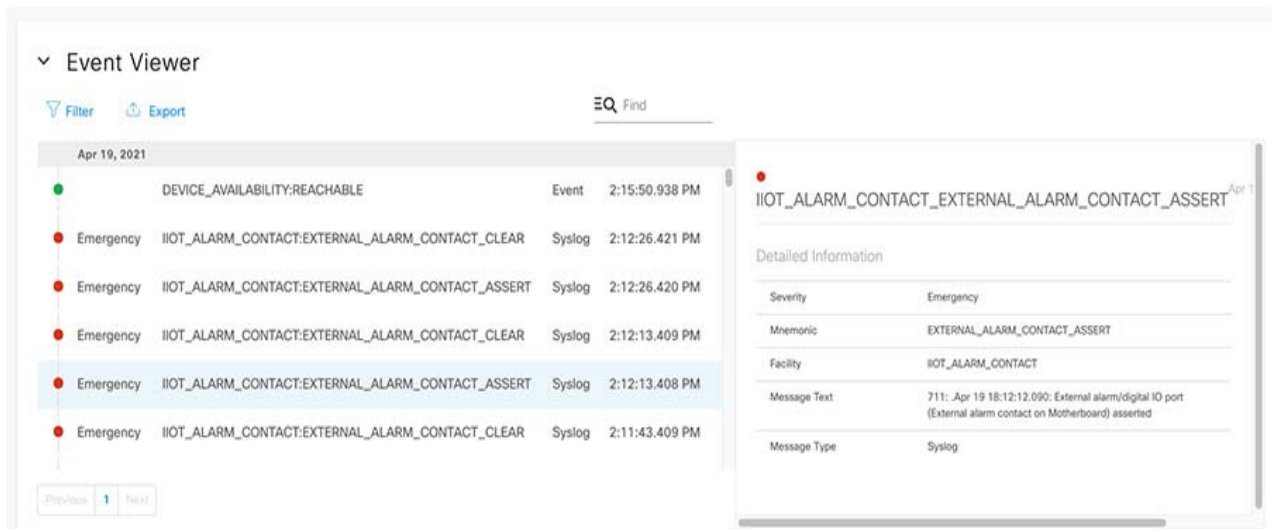 Event Viewer
Filter
Export
Find
Apr 19, 2021
DEVICE_AVAILABILITY:REACHABLE Event 2:15:50.938 PM
Emergency IIOT_ALARM_CONTACT:EXTERNAL_ALARM_CONTACT_CLEAR Syslog 2:12:26.421 PM
Emergency IIOT_ALARM_CONTACT:EXTERNAL_ALARM_CONTACT_ASSERT Syslog 2:12:26.420 PM
Emergency IIOT_ALARM_CONTACT:EXTERNAL_ALARM_CONTACT_CLEAR Syslog 2:12:13.409 PM
Emergency IIOT_ALARM_CONTACT:EXTERNAL_ALARM_CONTACT_ASSERT Syslog 2:12:13.408 PM
Emergency IIOT_ALARM_CONTACT:EXTERNAL_ALARM_CONTACT_CLEAR Syslog 2:11:43.409 PM
Previous 1 Next
IIOT_ALARM_CONTACT_EXTERNAL_ALARM_CONTACT_ASSERT Apr 1
Detailed Information
Severity Emergency
Mnemonic EXTERNAL_ALARM_CONTACT_ASSERT
Facility IIOT_ALARM_CONTACT
Message Text 711: .Apr 19 18:12:12.090: External alarm/digital IO port
(External alarm contact on Motherboard) asserted
Message Type Syslog